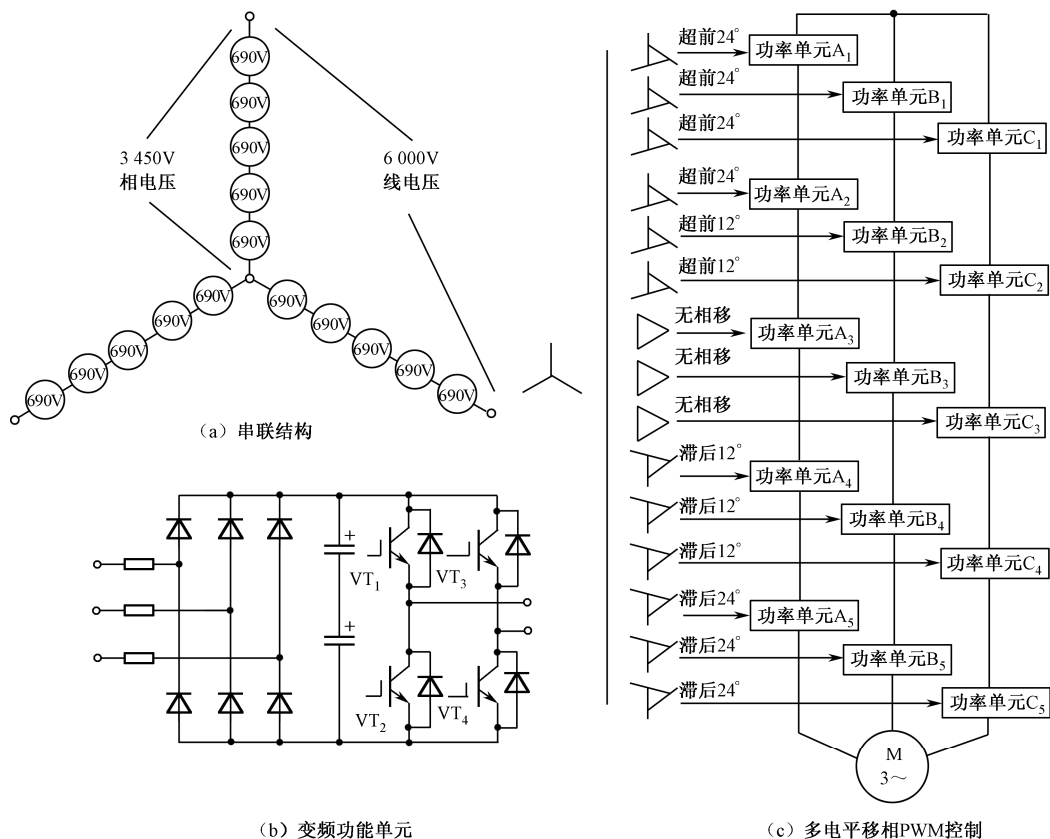 690V
690V
690V
690V
690V
3 450V
相电压
6 000V
线电压
690V
690V
690V
690V
690V
690V
690V
690V
690V
690V
(a) 串联结构
+
+
VT1
VT3
VT2
VT4
(b) 变频功能单元
超前24°
功率单元A1
超前24°
功率单元B1
超前24°
功率单元C1
超前24°
功率单元A2
超前12°
功率单元B2
超前12°
功率单元C2
无相移
功率单元A3
无相移
功率单元B3
无相移
功率单元C3
滞后12°
功率单元A4
滞后12°
功率单元B4
滞后12°
功率单元C4
滞后24°
功率单元A5
滞后24°
功率单元B5
滞后24°
功率单元C5
M
3～
(c) 多电平移相PWM控制